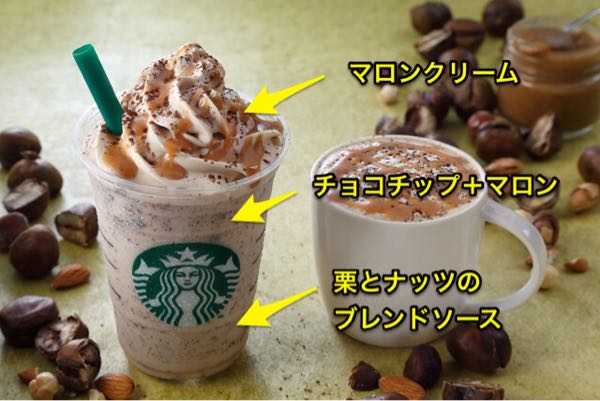 マロンクリーム
チョコチップ＋マロン
栗とナッツの
ブレンドソース